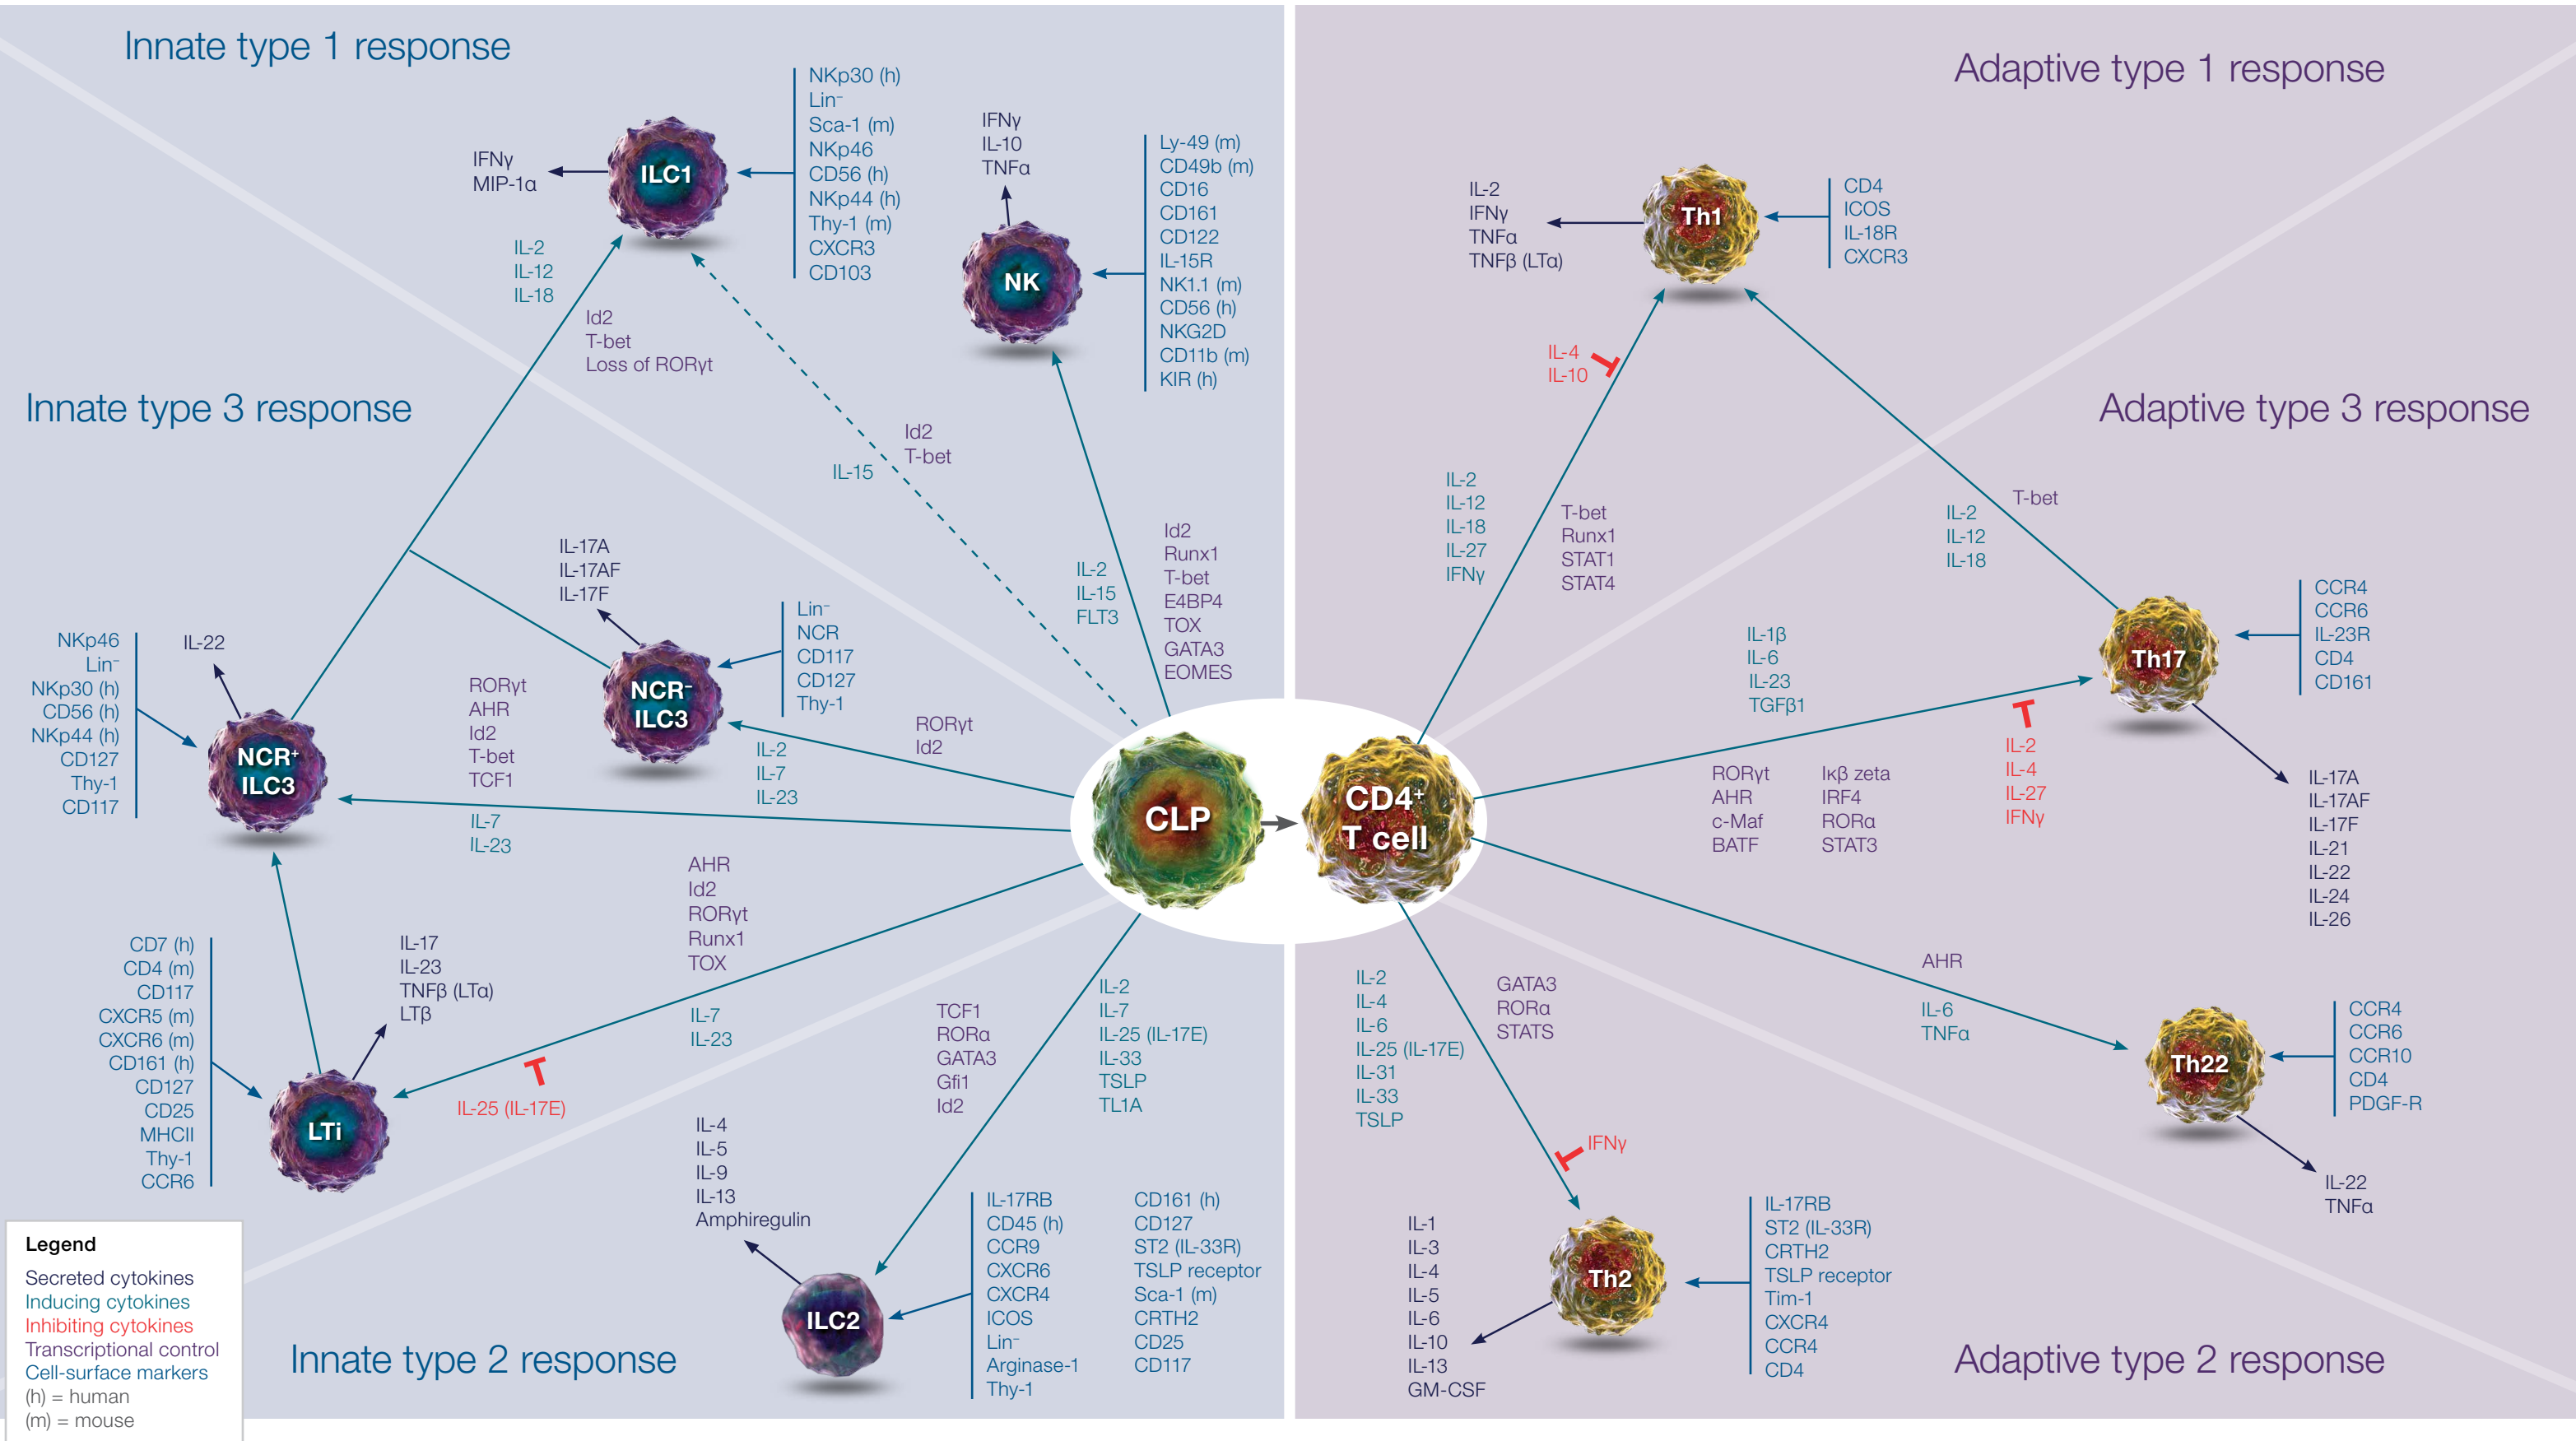 Innate type 1 response
NKp30 (h)
Lin⁻
Sca-1 (m)
NKp46
CD56 (h)
NKp44 (h)
Thy-1 (m)
CXCR3
CD103
IFNγ
MIP-1α
ILC1
IFNγ
IL-10
TNFα
NK
Ly-49 (m)
CD49b (m)
CD16
CD161
CD122
IL-15R
NK1.1 (m)
CD56 (h)
NKG2D
CD11b (m)
KIR (h)
IL-2
IL-12
IL-18
Id2
T-bet
Loss of RORγt
Id2
T-bet
IL-15
IL-2
IL-15
FLT3
Id2
Runx1
T-bet
E4BP4
TOX
GATA3
EOMES
Innate type 3 response
IL-17A
IL-17AF
IL-17F
NCR⁻
ILC3
Lin⁻
NCR
CD117
CD127
Thy-1
RORγt
Id2
IL-2
IL-7
IL-23
NKp46
Lin⁻
NKp30 (h)
CD56 (h)
NKp44 (h)
CD127
Thy-1
CD117
IL-22
NCR⁺
ILC3
RORγt
AHR
Id2
T-bet
TCF1
IL-7
IL-23
CD7 (h)
CD4 (m)
CD117
CXCR5 (m)
CXCR6 (m)
CD161 (h)
CD127
CD25
MHCII
Thy-1
CCR6
IL-17
IL-23
TNFβ (LTα)
LTβ
LTi
AHR
Id2
RORγt
Runx1
TOX
IL-7
IL-23
IL-25 (IL-17E)
CLP
CD4⁺
T cell
TCF1
RORα
GATA3
Gfi1
Id2
IL-2
IL-7
IL-25 (IL-17E)
IL-33
TSLP
TL1A
IL-4
IL-5
IL-9
IL-13
Amphiregulin
ILC2
IL-17RB
CD45 (h)
CCR9
CXCR6
CXCR4
ICOS
Lin⁻
Arginase-1
Thy-1
CD161 (h)
CD127
ST2 (IL-33R)
TSLP receptor
Sca-1 (m)
CRTH2
CD25
CD117
Innate type 2 response
Legend
Secreted cytokines
Inducing cytokines
Inhibiting cytokines
Transcriptional control
Cell-surface markers
(h) = human
(m) = mouse
Adaptive type 1 response
IL-2
IFNγ
TNFα
TNFβ (LTα)
Th1
CD4
ICOS
IL-18R
CXCR3
IL-4
IL-10
IL-2
IL-12
IL-18
IL-27
IFNγ
T-bet
Runx1
STAT1
STAT4
Adaptive type 3 response
T-bet
IL-2
IL-12
IL-18
Th17
CCR4
CCR6
IL-23R
CD4
CD161
IL-1β
IL-6
IL-23
TGFβ1
RORγt
AHR
c-Maf
BATF
Iκβ zeta
IRF4
RORα
STAT3
IL-2
IL-4
IL-27
IFNγ
IL-17A
IL-17AF
IL-17F
IL-21
IL-22
IL-24
IL-26
AHR
IL-6
TNFα
Th22
CCR4
CCR6
CCR10
CD4
PDGF-R
IL-22
TNFα
IL-2
IL-4
IL-6
IL-25 (IL-17E)
IL-31
IL-33
TSLP
GATA3
RORα
STATS
IFNγ
IL-1
IL-3
IL-4
IL-5
IL-6
IL-10
IL-13
GM-CSF
Th2
IL-17RB
ST2 (IL-33R)
CRTH2
TSLP receptor
Tim-1
CXCR4
CCR4
CD4
Adaptive type 2 response